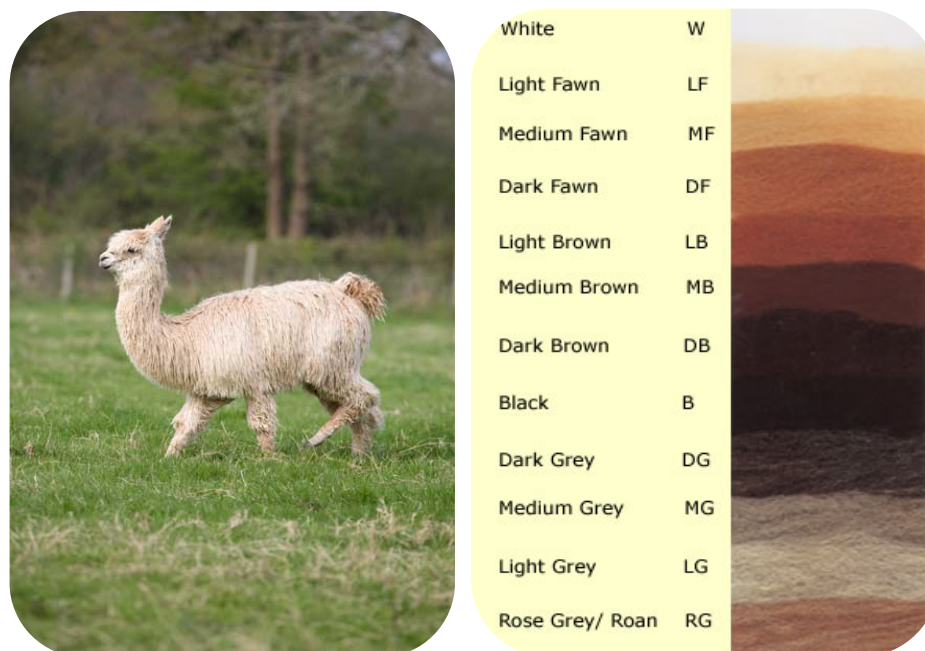 White W
Light Fawn LF
Medium Fawn MF
Dark Fawn DF
Light Brown LB
Medium Brown MB
Dark Brown DB
Black B
Dark Grey DG
Medium Grey MG
Light Grey LG
Rose Grey/ Roan RG